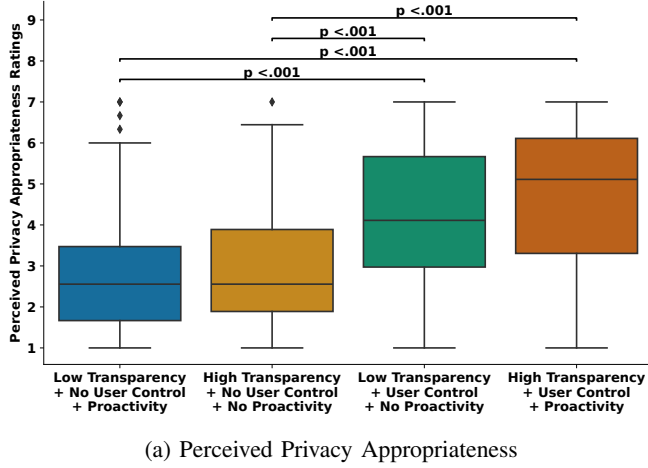 Perceived Privacy Appropriateness Ratings
9
8
7
6
5
4
3
2
1
p <.001
p <.001
p <.001
p <.001
Low Transparency
+ No User Control
+ Proactivity
High Transparency
+ No User Control
+ No Proactivity
Low Transparency
+ User Control
+ No Proactivity
High Transparency
+ User Control
+ Proactivity
(a) Perceived Privacy Appropriateness